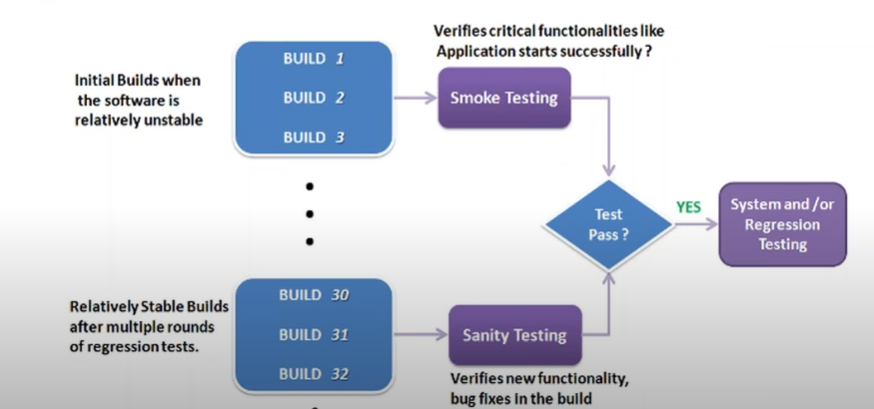 Verifies critical functionalities like
Application starts successfully ?
Initial Builds when
the software is
relatively unstable
BUILD 1
BUILD 2
BUILD 3
Smoke Testing
Test
Pass ?
YES
System and /or
Regression
Testing
Relatively Stable Builds
after multiple rounds
of regression tests.
BUILD 30
BUILD 31
BUILD 32
Sanity Testing
Verifies new functionality,
bug fixes in the build